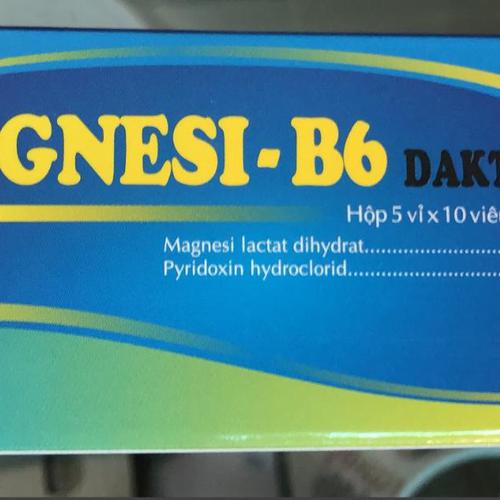 GNESI-B6 DAKT
Hộp 5 vỉ x 10 viê
Magnesi lactat dihydrat....................
Pyridoxin hydroclorid.......................